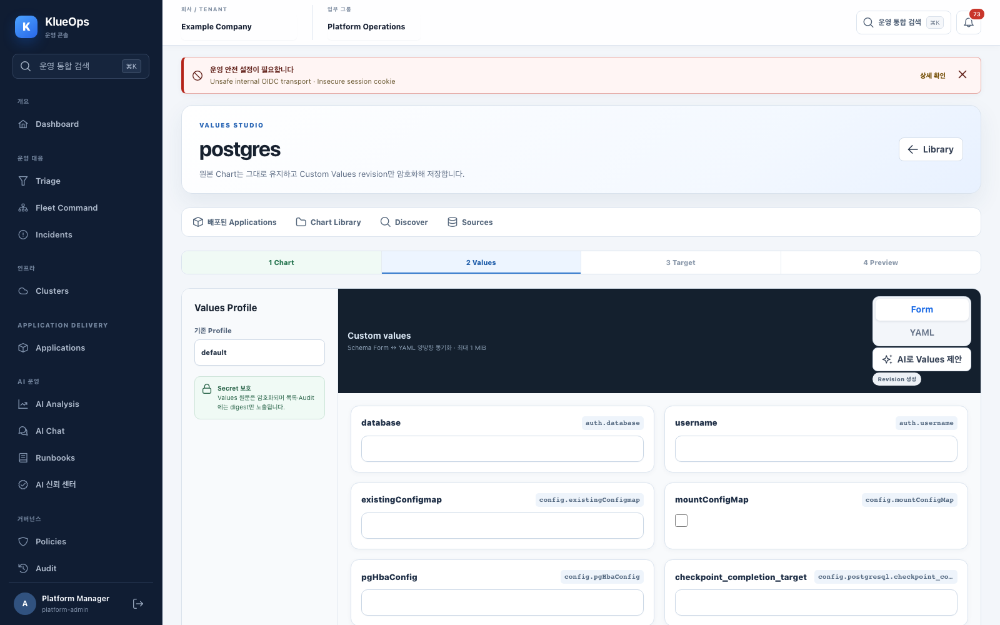 K
KlueOps
운영 콘솔
운영 통합 검색
⌘K
개요
Dashboard
운영 대응
Triage
Fleet Command
Incidents
인프라
Clusters
APPLICATION DELIVERY
Applications
AI 운영
AI Analysis
AI Chat
Runbooks
AI 신뢰 센터
거버넌스
Policies
Audit
A
Platform Manager
platform-admin
회사 / TENANT
Example Company
업무 그룹
Platform Operations
운영 통합 검색 ⌘K
73
운영 안전 설정이 필요합니다
Unsafe internal OIDC transport · Insecure session cookie
상세 확인
VALUES STUDIO
postgres
원본 Chart는 그대로 유지하고 Custom Values revision만 암호화해 저장합니다.
Library
배포된 Applications
Chart Library
Discover
Sources
1 Chart
2 Values
3 Target
4 Preview
Values Profile
기존 Profile
default
Secret 보호
Values 원문은 암호화되며 목록·Audit
에는 digest만 노출됩니다.
Custom values
Schema Form ↔ YAML 양방향 동기화 · 최대 1 MiB
Form
YAML
AI로 Values 제안
Revision 생성
database
auth.database
username
auth.username
existingConfigmap
config.existingConfigmap
mountConfigMap
config.mountConfigMap
pgHbaConfig
config.pgHbaConfig
checkpoint_completion_target
config.postgresql.checkpoint_co…